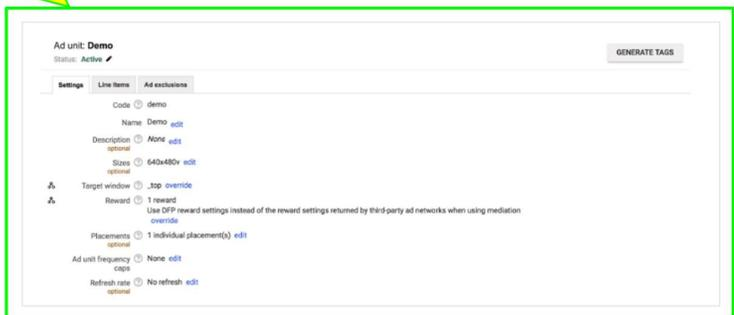 Ad unit: Demo
GENERATE TAGS
Status: Active
Settings Line items Ad exclusions
Code ? demo
Name Demo edit
Description ? None edit
optional
Sizes ? 640x480v edit
optional
Target window ? _top override
Reward ? 1 reward
Use DFP reward settings instead of the reward settings returned by third-party ad networks when using mediation
override
Placements ? 1 individual placement(s) edit
optional
Ad unit frequency ? None edit
caps
Refresh rate ? No refresh edit
optional